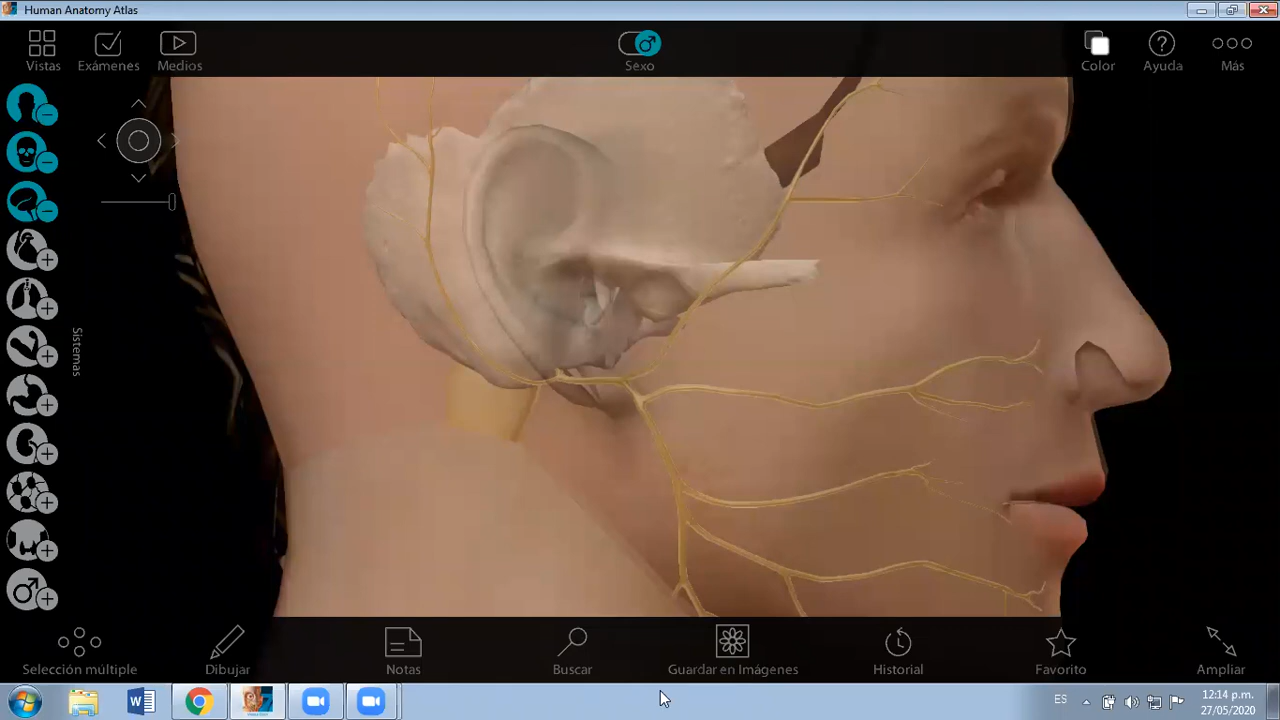 Human Anatomy Atlas
Vistas
Exámenes
Medios
Sexo
Color
Ayuda
Más
Sistemas
Selección múltiple
Dibujar
Notas
Buscar
Guardar en Imágenes
Historial
Favorito
Ampliar
ES
12:14 p.m.
27/05/2020